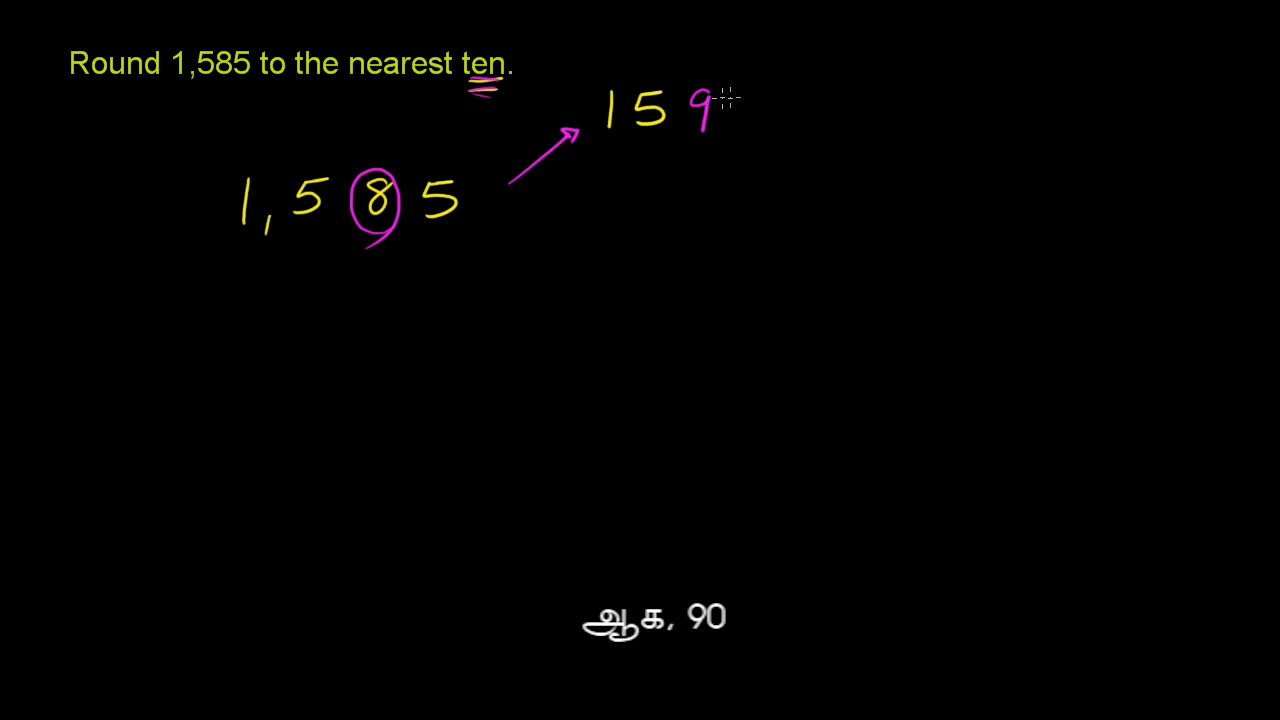 Round 1,585 to the nearest ten.
159
1,585
ஆக, 90